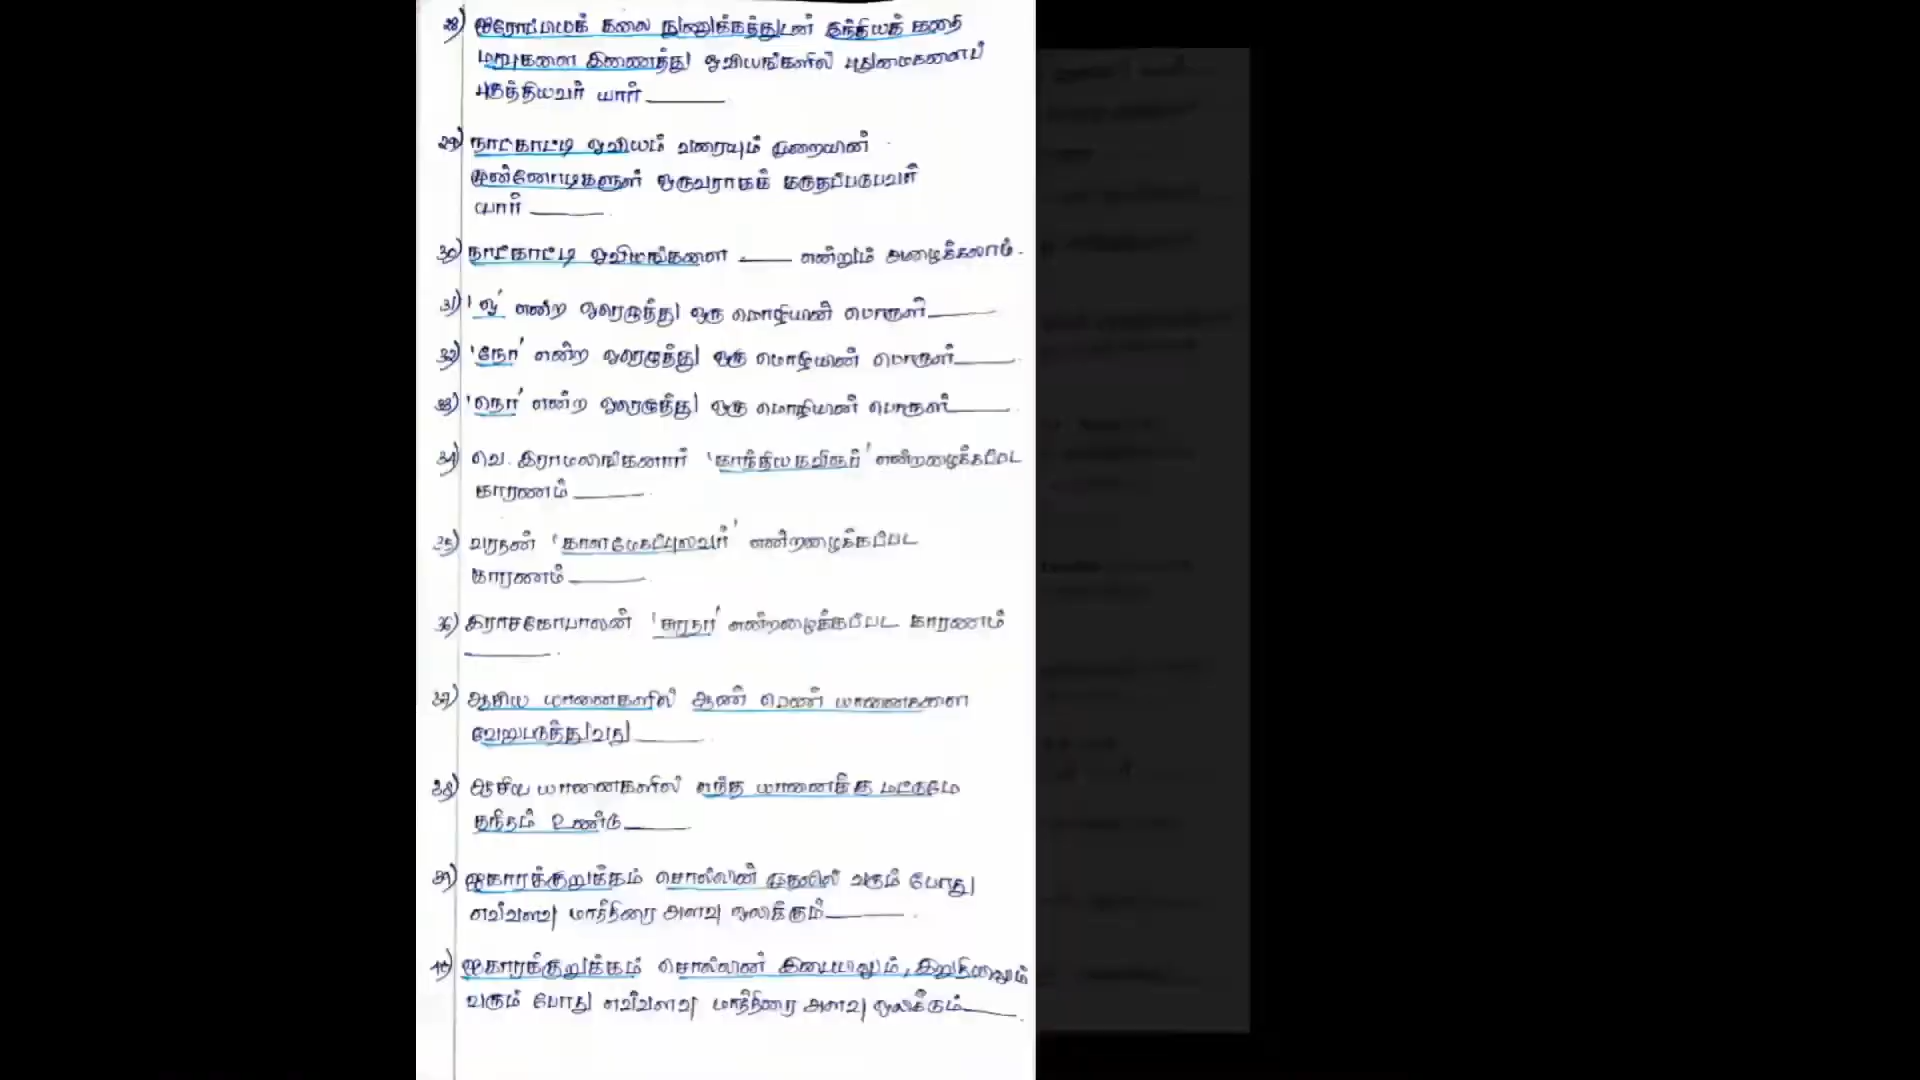 28) ஐரோப்பியக் கலை நுணுக்கத்துடன் இந்தியக் கதை
மரபுகளை இணைத்து ஓவியங்களில் புதுமைகளைப்
புகுத்தியவர் யார் ______
29) நாட்காட்டி ஓவியம் வரையும் முறையின்
முன்னோடிகளுள் ஒருவராகக் கருதப்படுபவர்
யார் ______.
30) நாட்காட்டி ஓவியங்களை ____ என்றும் அழைக்கலாம்.
31) 'ஓ' என்ற ஓரெழுத்து ஒரு மொழியின் பொருள்______
32) 'நோ' என்ற ஓரெழுத்து ஒரு மொழியின் பொருள்______
33) 'நொ' என்ற ஓரெழுத்து ஒரு மொழியின் பொருள்______
34) வெ. இராமலிங்கனார் 'காந்தியகவிஞர்' என்றழைக்கப்பட
காரணம் ______.
35) வரதன் 'காளமேகப்புலவர்' என்றழைக்கப்பட
காரணம் ______.
36) இராசகோபாலன் 'சுரதா' என்றழைக்கப்பட காரணம்
______.
37) ஆசிய யானைகளில் ஆண் பெண் யானைகளை
வேறுபடுத்துவது ______.
38) ஆசிய யானைகளில் எந்த யானைக்கு மட்டுமே
தந்தம் உண்டு______
39) ஐகாரக்குறுக்கம் சொல்லின் முதலில் வரும் போது
எவ்வளவு மாத்திரை அளவு ஒலிக்கும்______.
40) ஐகாரக்குறுக்கம் சொல்லின் இடையிலும், இறுதியிலும்
வரும் போது எவ்வளவு மாத்திரை அளவு ஒலிக்கும்______.